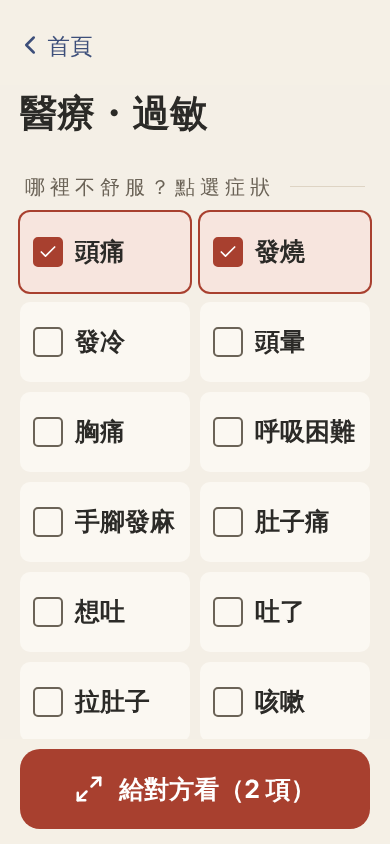 首頁
醫療・過敏
哪裡不舒服？點選症狀
頭痛
發燒
發冷
頭暈
胸痛
呼吸困難
手腳發麻
肚子痛
想吐
吐了
拉肚子
咳嗽
給對方看（2 項）